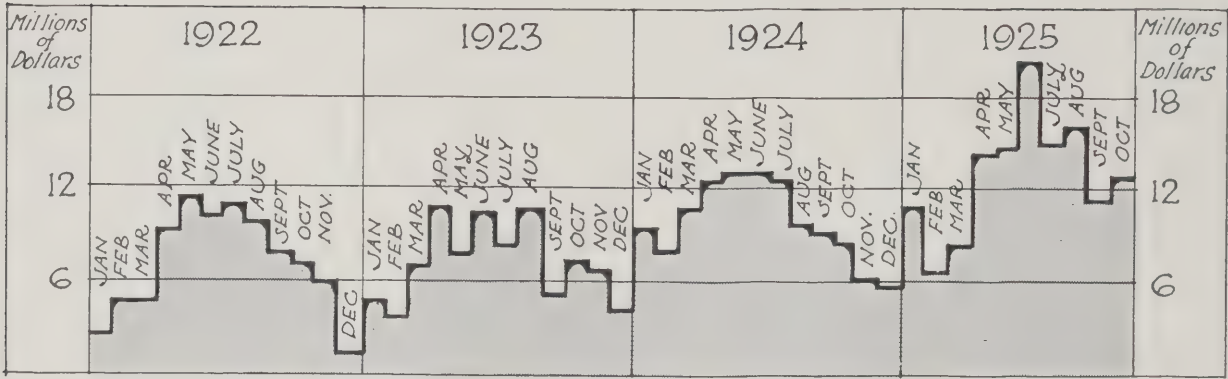 Millions
of
Dollars
18
12
6
1922
JAN
FEB
MAR.
APR
MAY
JUNE
JULY
AUG
SEPT
OCT
NOV.
DEC
1923
JAN
FEB
MAR.
APR
MAY
JUNE
JULY
AUG
SEPT
OCT
NOV
DEC
1924
JAN
FEB
MAR.
APR
MAY
JUNE
JULY
AUG
SEPT
OCT
NOV.
DEC.
1925
JAN
FEB
MAR
APR
MAY
JULY
AUG
SEPT
OCT
Millions
of
Dollars
18
12
6